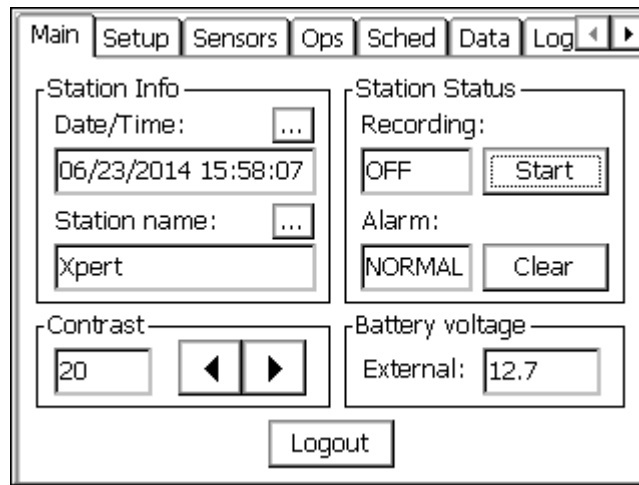 Main Setup Sensors Ops Sched Data Log
Station Info
Date/Time: ...
06/23/2014 15:58:07
Station name: ...
Xpert
Station Status
Recording:
OFF Start
Alarm:
NORMAL Clear
Contrast
20
Battery voltage
External: 12.7
Logout